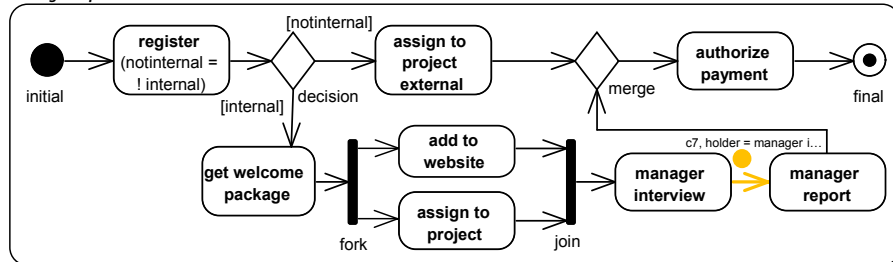 [notinternal]
register
(notinternal =
! internal)
assign to
project
external
authorize
payment
initial
decision
merge
final
[internal]
c7, holder = manager i...
get welcome
package
add to
website
manager
interview
manager
report
assign to
project
fork
join